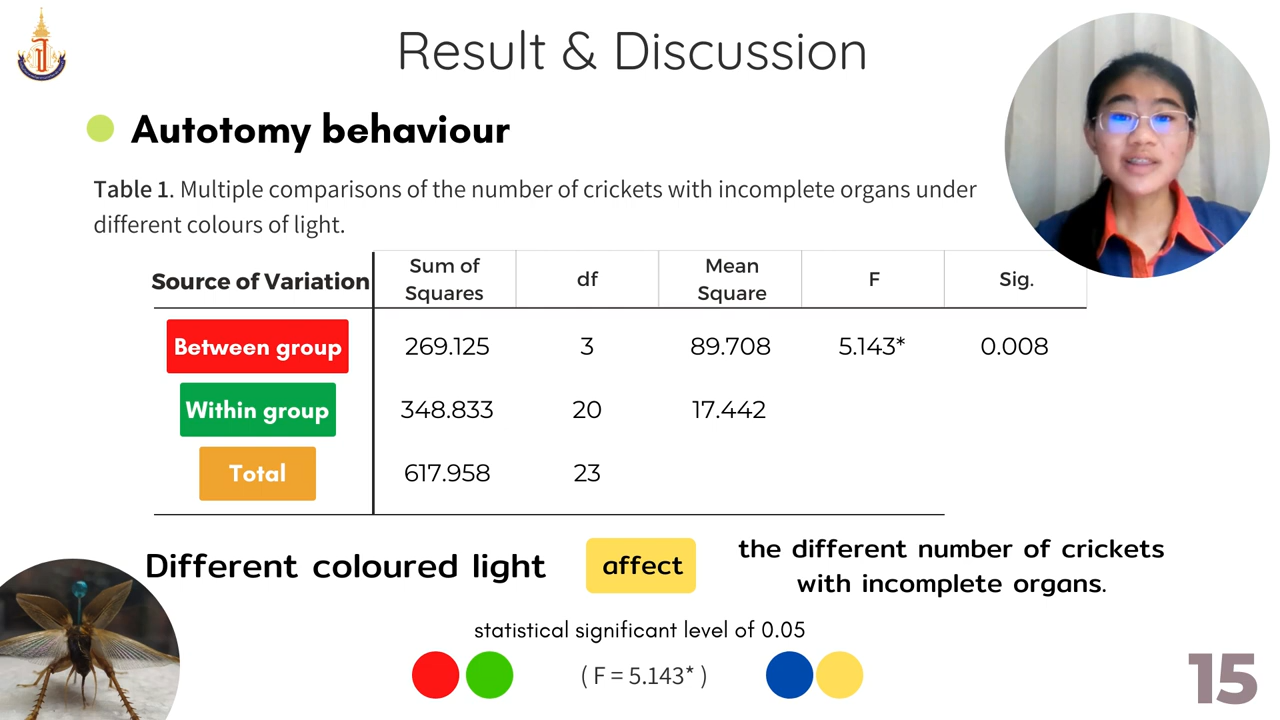 Result & Discussion
Autotomy behaviour
Table 1. Multiple comparisons of the number of crickets with incomplete organs under
different colours of light.
Source of Variation
Sum of
Squares
df
Mean
Square
F
Sig.
Between group
269.125
3
89.708
5.143*
0.008
Within group
348.833
20
17.442
Total
617.958
23
Different coloured light
affect
the different number of crickets
with incomplete organs.
statistical significant level of 0.05
( F = 5.143* )
15